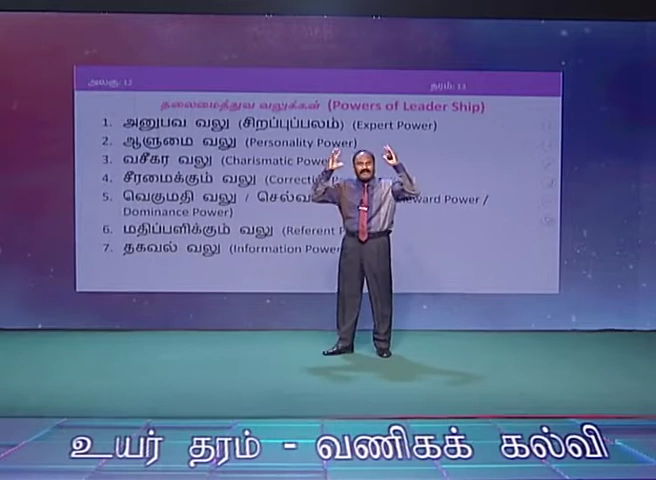 அலகு: 12
தரம்: 13
தலைமைத்துவ வலுக்கள் (Powers of Leader Ship)
1. அனுபவ வலு (சிறப்புப்பலம்) (Expert Power)
2. ஆளுமை வலு (Personality Power)
3. வசீகர வலு (Charismatic Power)
4. சீரமைக்கும் வலு
5. வெகுமதி வலு / Power /
Dominance Power)
6. மதிப்பளிக்கும் வலு (Referent
7. தகவல் வலு (Information Power)
உயர் தரம் - வணிகக் கல்வி